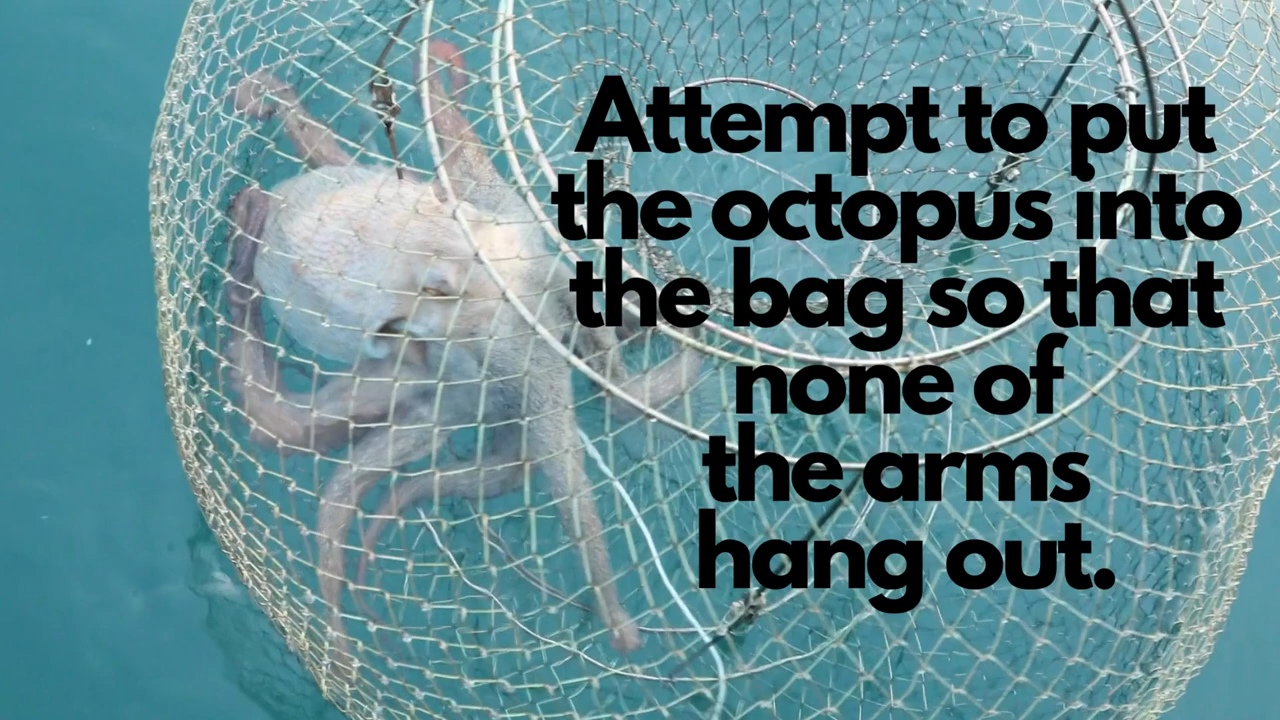 Attempt to put
the octopus into
the bag so that
none of
the arms
hang out.